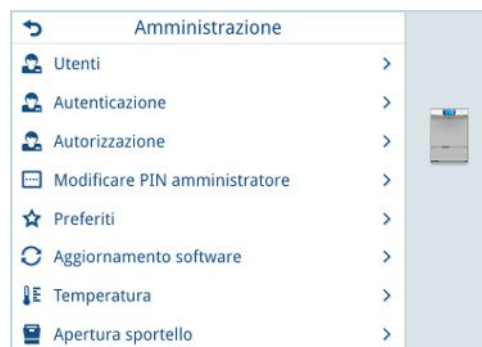 Amministrazione
Utenti
Autenticazione
Autorizzazione
Modificare PIN amministratore
Preferiti
Aggiornamento software
Temperatura
Apertura sportello